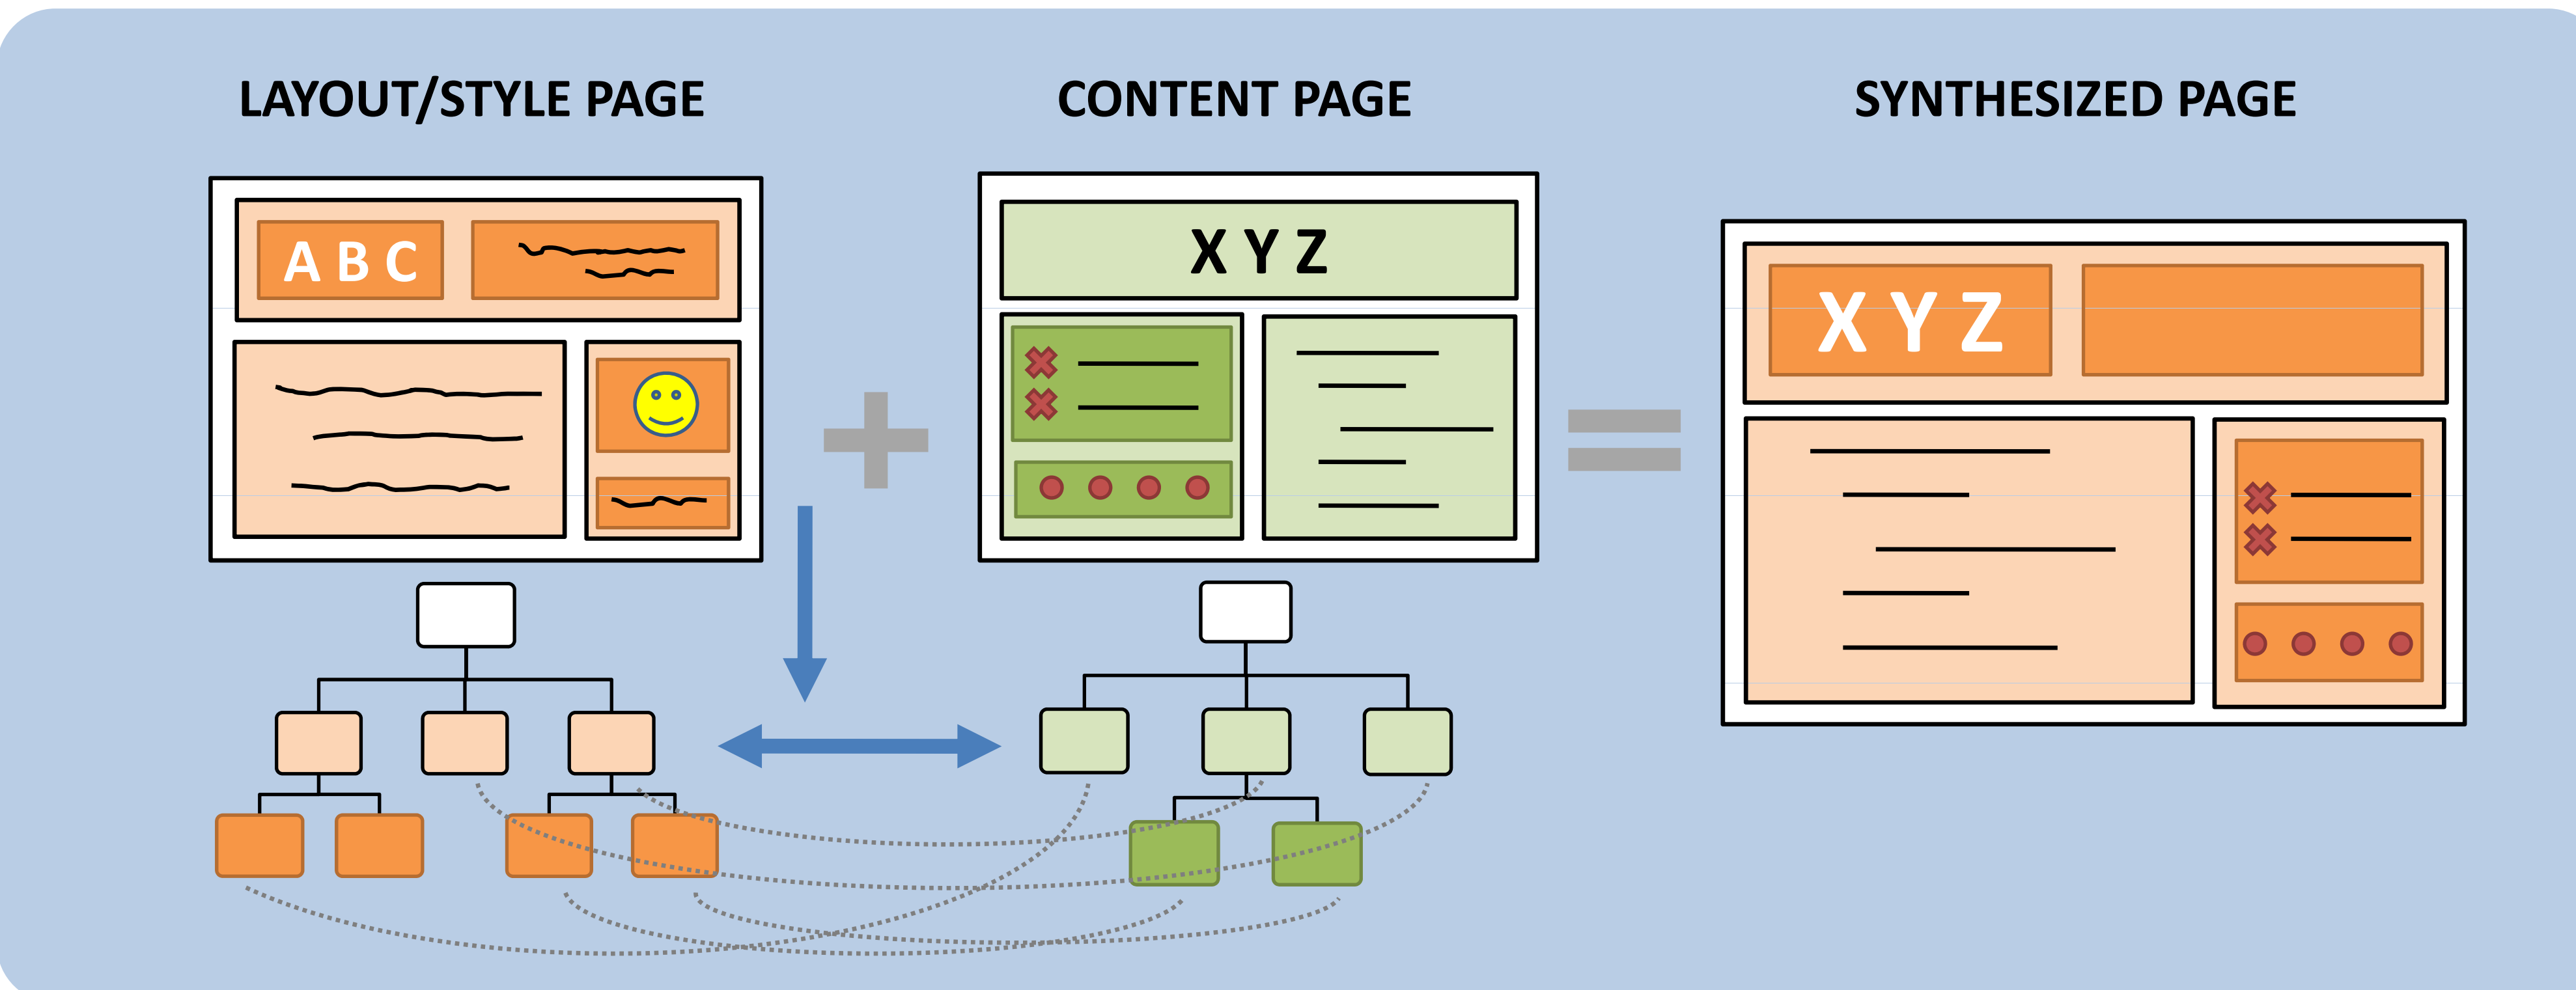 LAYOUT/STYLE PAGE
CONTENT PAGE
SYNTHESIZED PAGE
A B C
X Y Z
X Y Z